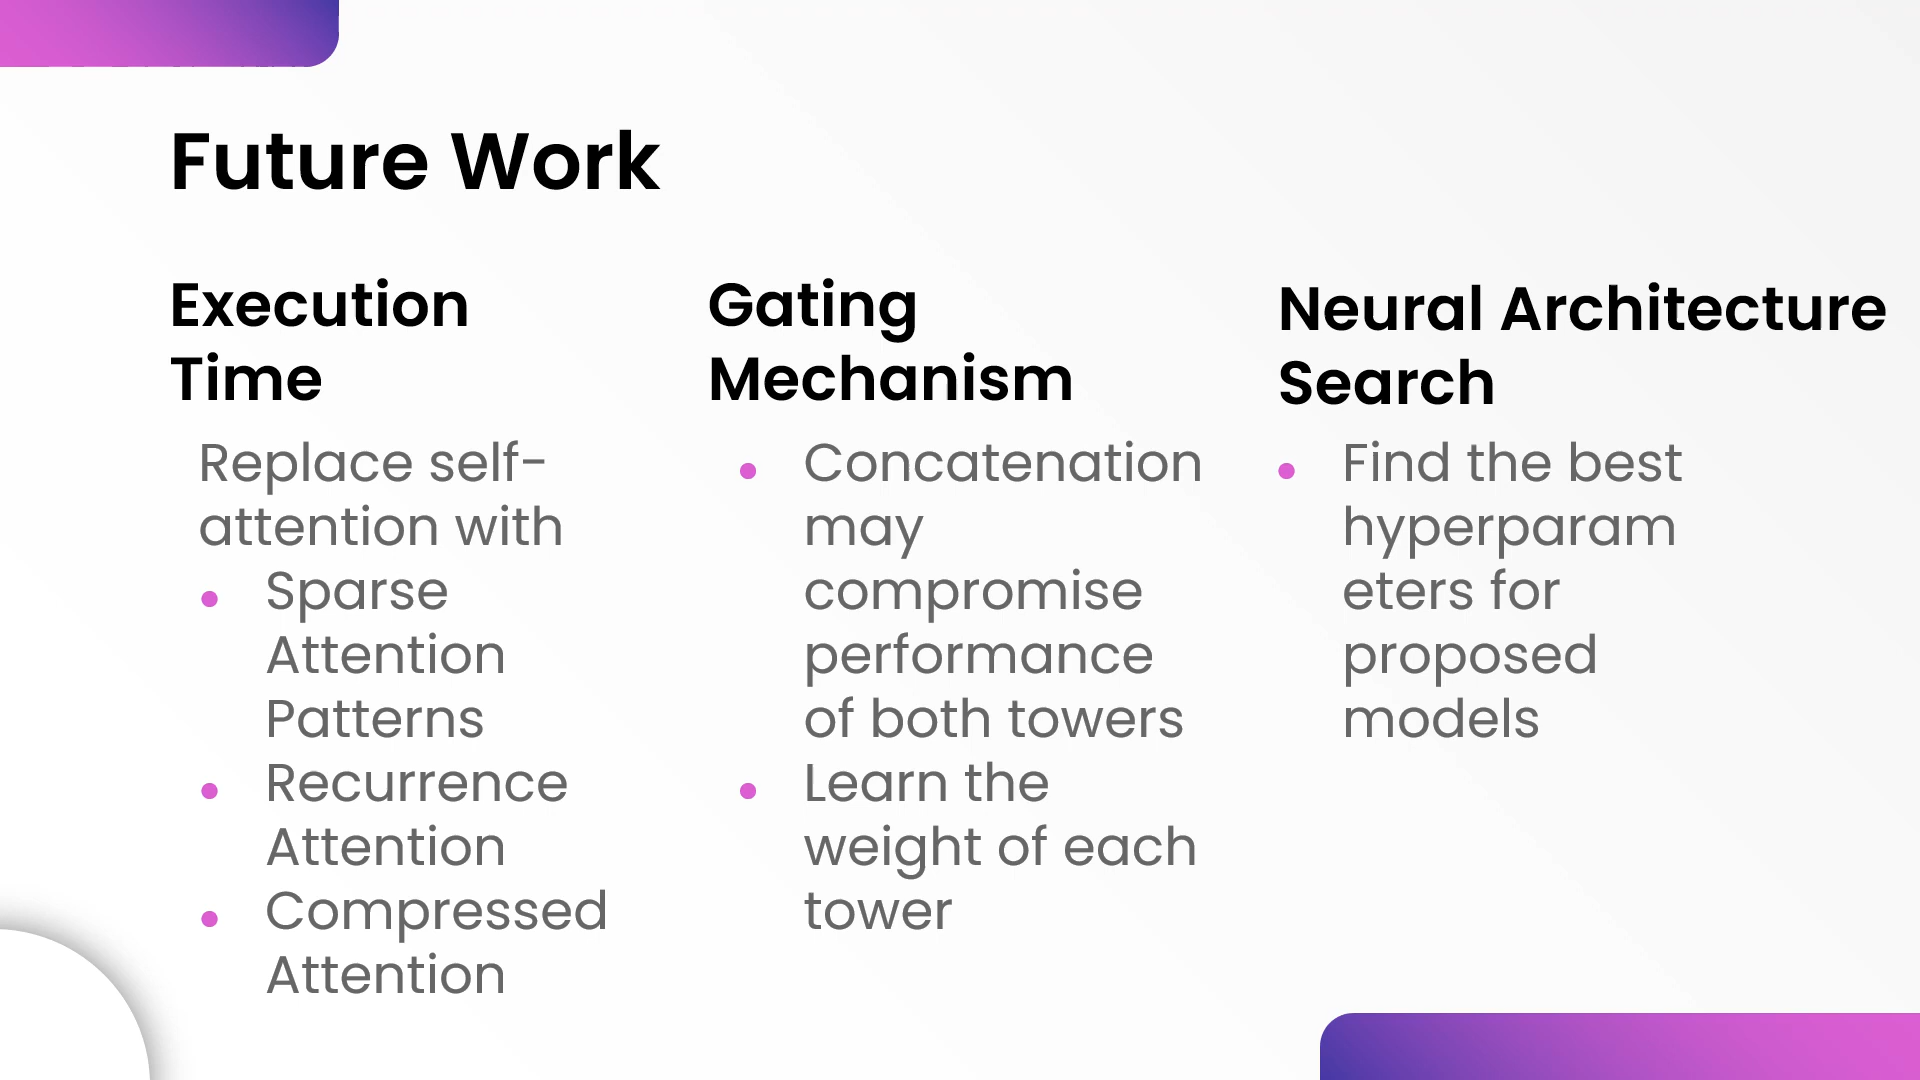 Future Work
Execution
Time
Replace self-
attention with
• Sparse
Attention
Patterns
• Recurrence
Attention
• Compressed
Attention
Gating
Mechanism
• Concatenation
may
compromise
performance
of both towers
• Learn the
weight of each
tower
Neural Architecture
Search
• Find the best
hyperparam
eters for
proposed
models